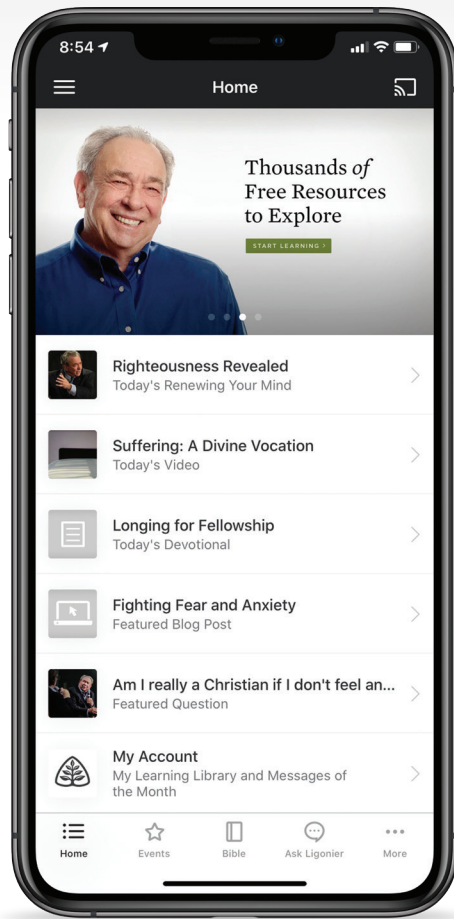 8:54
Home
Thousands of
Free Resources
to Explore
START LEARNING >
Righteousness Revealed
Today's Renewing Your Mind
Suffering: A Divine Vocation
Today's Video
Longing for Fellowship
Today's Devotional
Fighting Fear and Anxiety
Featured Blog Post
Am I really a Christian if I don't feel an...
Featured Question
My Account
My Learning Library and Messages of
the Month
Home Events Bible Ask Ligonier More